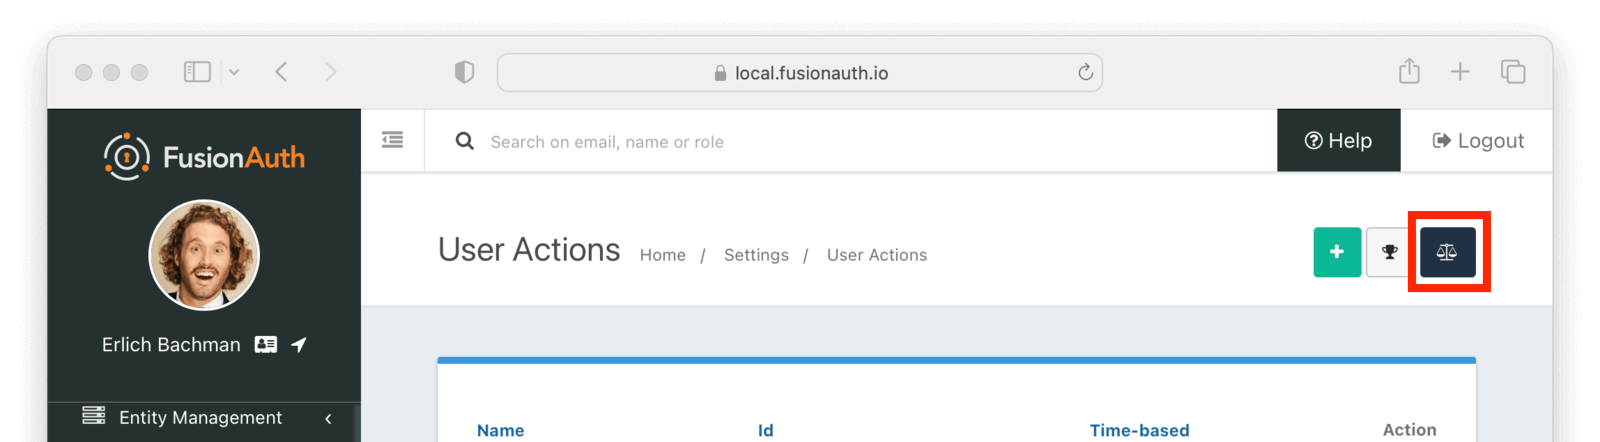 local.fusionauth.io
FusionAuth
Search on email, name or role
Help
Logout
User Actions
Home / Settings / User Actions
Erlich Bachman
Entity Management
Name Id Time-based Action